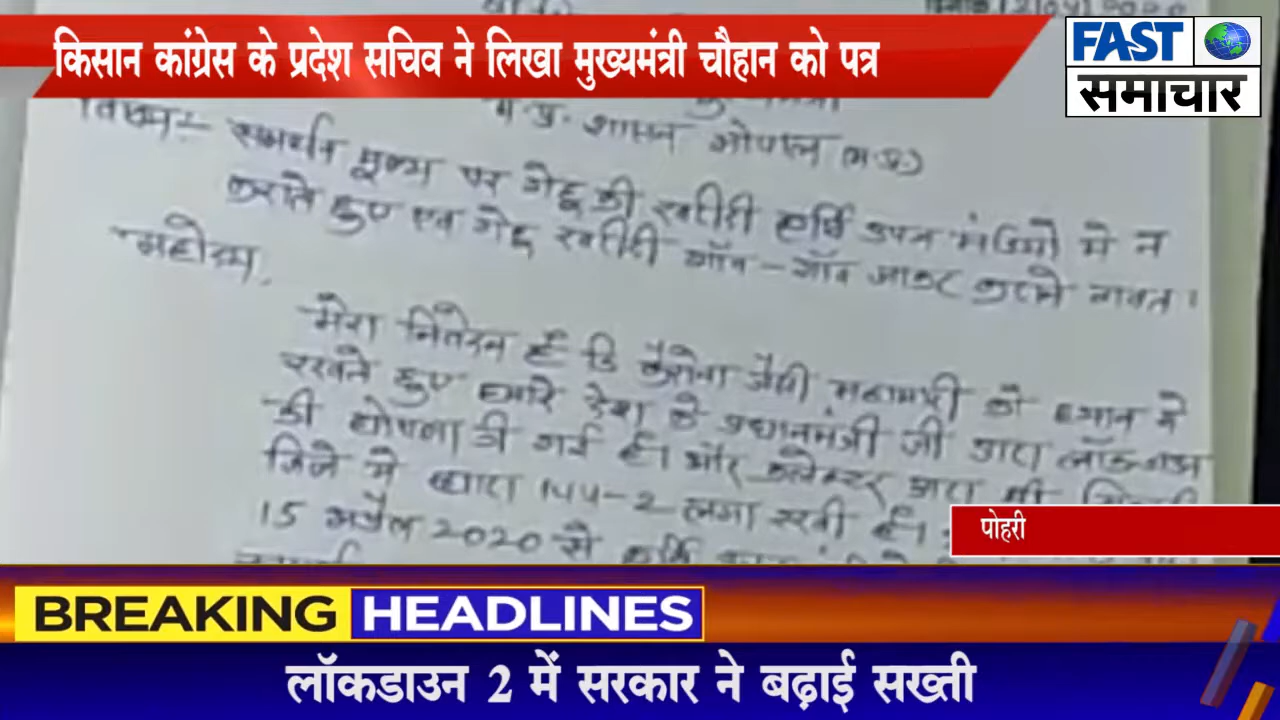 किसान कांग्रेस के प्रदेश सचिव ने लिखा मुख्यमंत्री चौहान को पत्र
FAST
समाचार
म.प्र. शासन भोपाल (म.प्र)
विषय:- समर्थन मूल्य पर गेहू की खरीदी कृषि उपज मंडियो मे न
कराते हुए एव गेहू खरीदी गॉव-गॉव जाकर कराने बावत।
महोदय,
मेरा निवेदन है कि कोरोना जैसी महामारी को ध्यान मे
रखते हुए हमारे देश के प्रधानमंत्री जी द्वारा लॉकडाउन
की घोषणा की गई है। और कलेक्टर द्वारा भी
जिले मे धारा 144-2 लगा रखी है।
15 अप्रैल 2020 से कृषि
पोहरी
BREAKING HEADLINES
लॉकडाउन 2 में सरकार ने बढ़ाई सख्ती